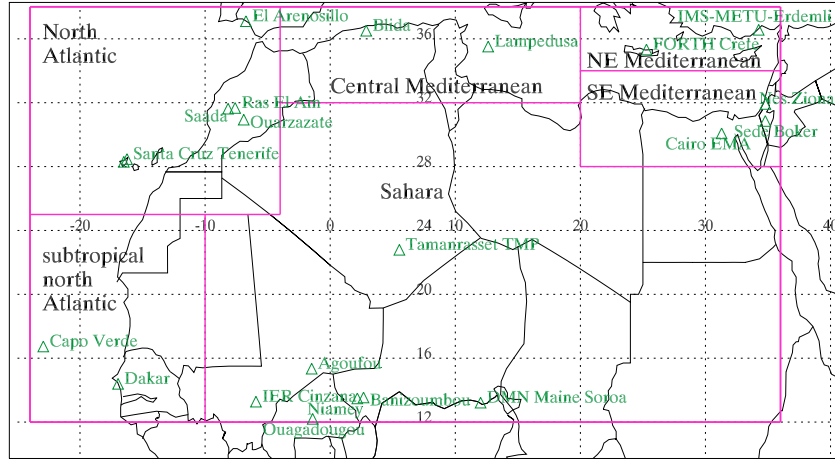 El Arenosillo
Blida
IMS-METU-Erdemli
North
Atlantic
36
Lampedusa
FORTH Crete
NE Mediterranean
Central Mediterranean
SE Mediterranean
32
Nes Ziona
Ras El Ain
Saada
Ouarzazate
Sede Boker
Cairo EMA
Santa Cruz Tenerife
28
Sahara
-20
-10
0
24
10
20
30
40
subtropical
north
Atlantic
Tamanrasset TMP
20
Capo Verde
16
Agoufou
Dakar
IER Cinzana
Banizoumbou
DMN Maine Soroa
Niamey
12
Ouagadougou